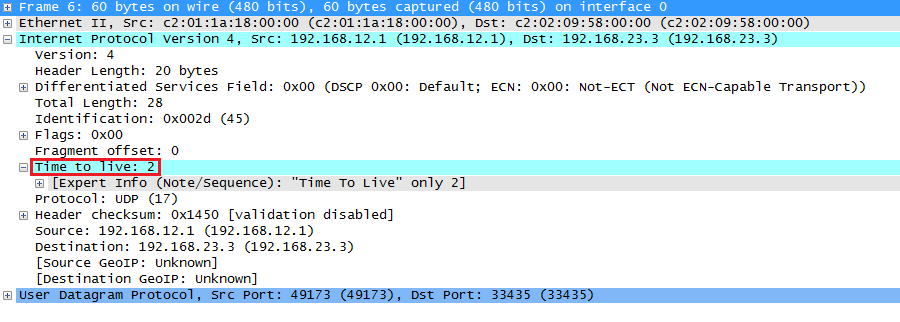 Frame 6: 60 bytes on wire (480 bits), 60 bytes captured (480 bits) on interface 0
Ethernet II, Src: c2:01:1a:18:00:00 (c2:01:1a:18:00:00), Dst: c2:02:09:58:00:00 (c2:02:09:58:00:00)
Internet Protocol Version 4, Src: 192.168.12.1 (192.168.12.1), Dst: 192.168.23.3 (192.168.23.3)
Version: 4
Header Length: 20 bytes
Differentiated Services Field: 0x00 (DSCP 0x00: Default; ECN: 0x00: Not-ECT (Not ECN-Capable Transport))
Total Length: 28
Identification: 0x002d (45)
Flags: 0x00
Fragment offset: 0
Time to live: 2
[Expert Info (Note/Sequence): "Time To Live" only 2]
Protocol: UDP (17)
Header checksum: 0x1450 [validation disabled]
Source: 192.168.12.1 (192.168.12.1)
Destination: 192.168.23.3 (192.168.23.3)
[Source GeoIP: Unknown]
[Destination GeoIP: Unknown]
User Datagram Protocol, Src Port: 49173 (49173), Dst Port: 33435 (33435)